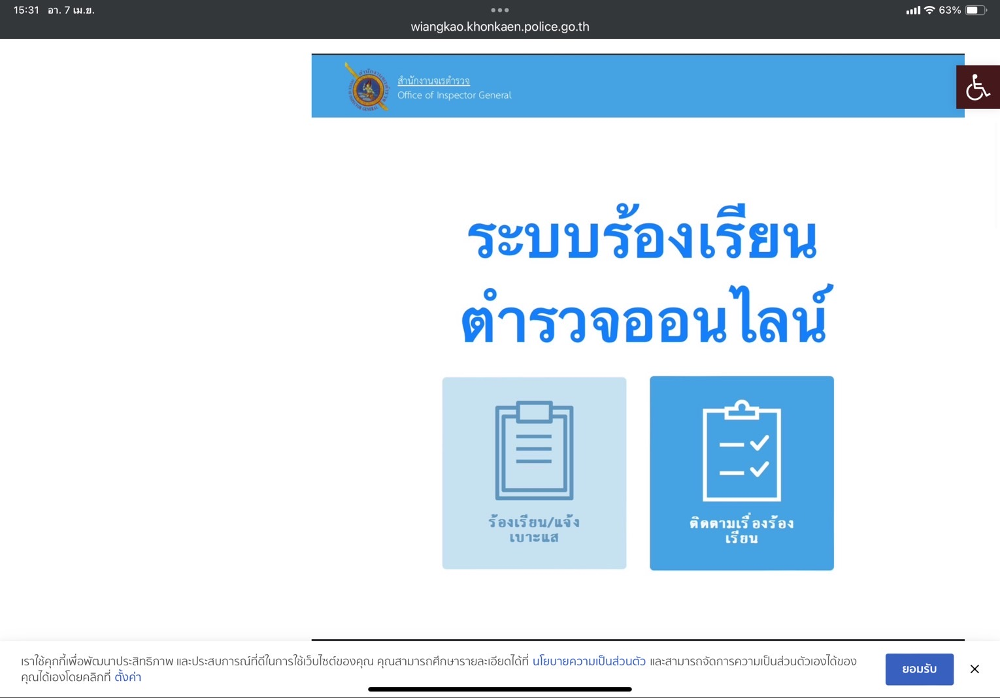 15:31 อา. 7 เม.ย.
63%
wiangkao.khonkaen.police.go.th
สำนักงานจเรตำรวจ
Office of Inspector General
ระบบร้องเรียน
ตำรวจออนไลน์
ร้องเรียน/แจ้ง
เบาะแส
ติดตามเรื่องร้อง
เรียน
เราใช้คุกกี้เพื่อพัฒนาประสิทธิภาพ และประสบการณ์ที่ดีในการใช้เว็บไซต์ของคุณ คุณสามารถศึกษารายละเอียดได้ที่ นโยบายความเป็นส่วนตัว และสามารถจัดการความเป็นส่วนตัวเองได้ของ
คุณได้เองโดยคลิกที่ ตั้งค่า
ยอมรับ